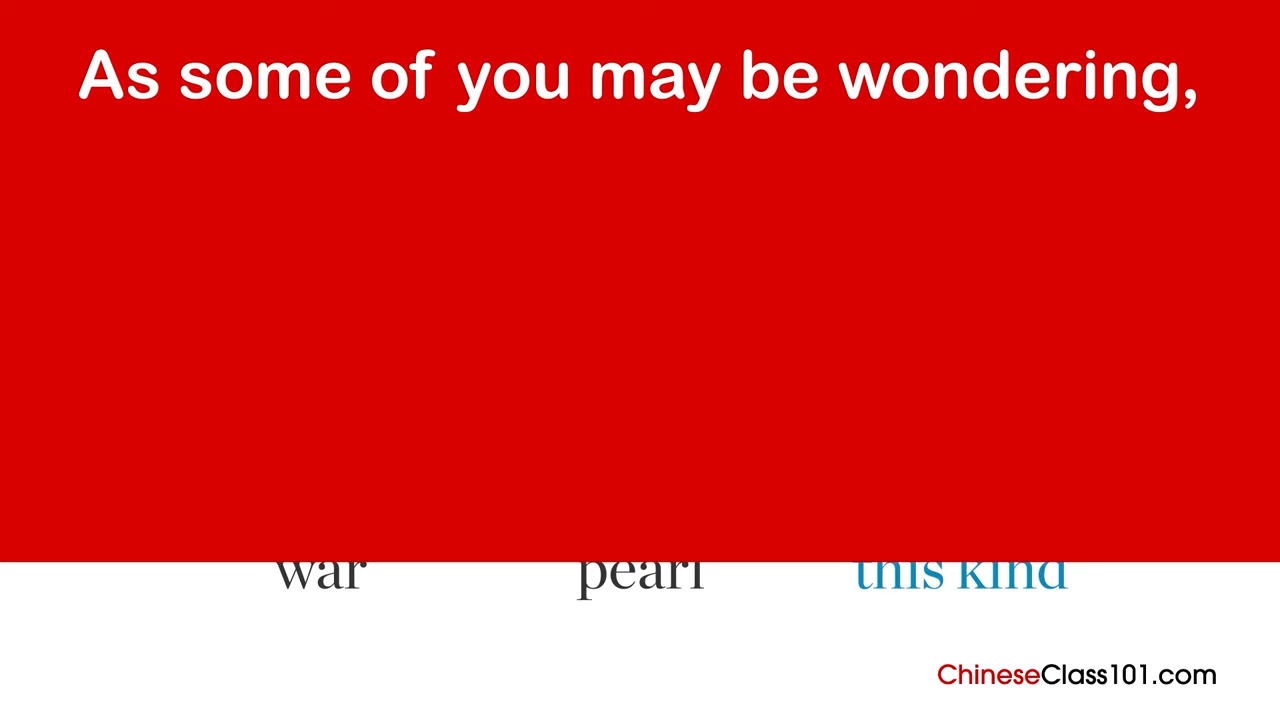 As some of you may be wondering,
war pearl this kind
ChineseClass101.com